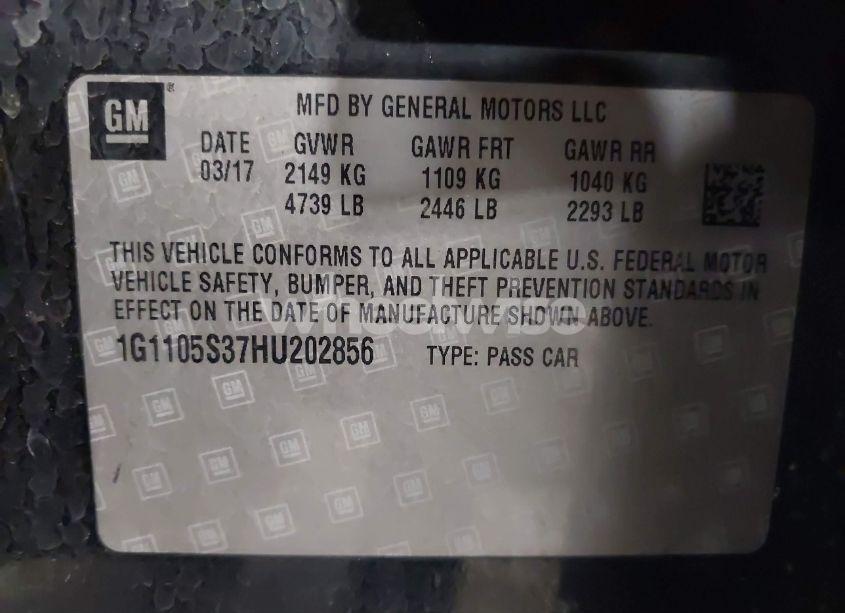 GM
MFD BY GENERAL MOTORS LLC
DATE GVWR GAWR FRT GAWR RR
03/17 2149 KG 1109 KG 1040 KG
4739 LB 2446 LB 2293 LB
THIS VEHICLE CONFORMS TO ALL APPLICABLE U.S. FEDERAL MOTOR
VEHICLE SAFETY, BUMPER, AND THEFT PREVENTION STANDARDS IN
EFFECT ON THE DATE OF MANUFACTURE SHOWN ABOVE.
wheelwise
1G1105S37HU202856 TYPE: PASS CAR